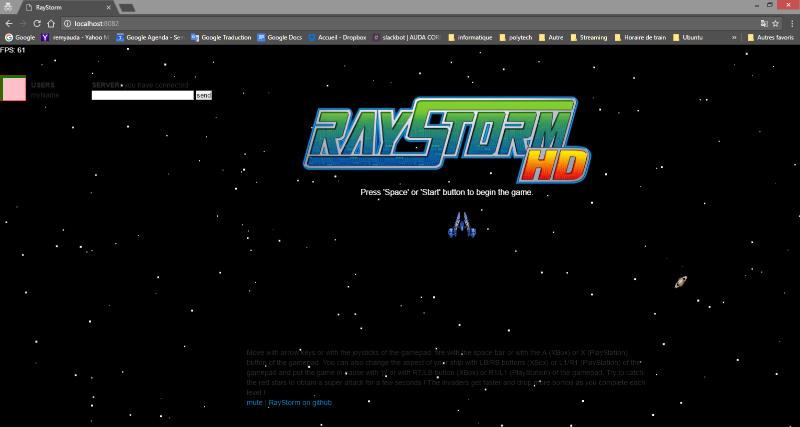 RayStorm
localhost:8082
Google
remyauda - Yahoo M
Google Agenda - Sem
Google Traduction
Google Docs
Accueil - Dropbox
slackbot | AUDA COR
informatique
polytech
Autre
Streaming
Horaire de train
Ubuntu
»
Autres favoris
FPS: 61
USERS
myName
SERVER you have connected
send
RAYSTORM
HD
Press 'Space' or 'Start' button to begin the game.
Move with arrow keys or with the joysticks of the gamepad, fire with the space bar or with the A (XBox) or X (PlayStation)
button of the gamepad. You can also change the aspect of your ship with LB/RB buttons (XBox) or L1/R1 (PlayStation) of the
gamepad and put the game in pause with or with RT/LB button (XBox) or R1/L1 (PlayStation) of the gamepad. Try to catch
the red stars to obtain a super attack for a few seconds ! The invaders get faster and drop more bombs as you complete each
level !
mute | RayStorm on github